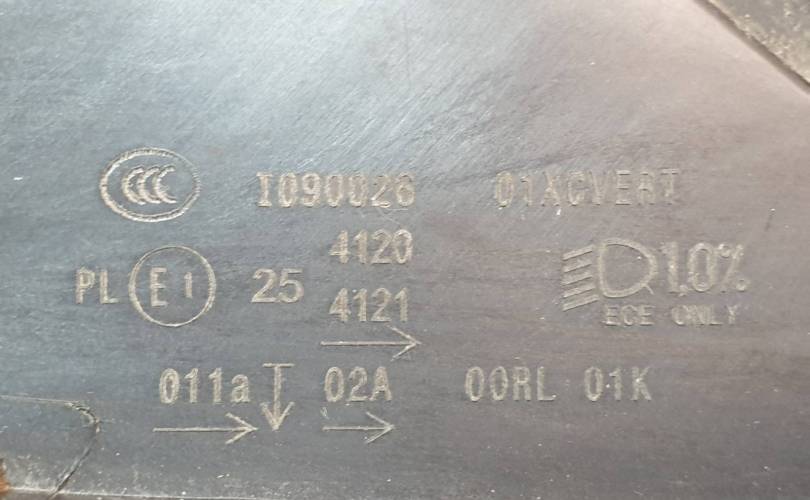 CCC I090026 01XCVERT
4120
PL E1 25 1.0%
4121
ECE ONLY
011a 02A 00RL 01K